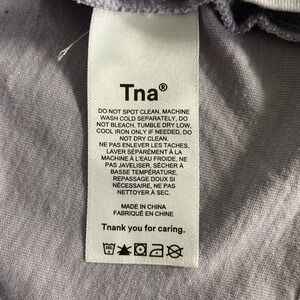 Tna®
DO NOT SPOT CLEAN, MACHINE
WASH COLD SEPARATELY, DO
NOT BLEACH, TUMBLE DRY LOW,
COOL IRON ONLY IF NEEDED, DO
NOT DRY CLEAN.
NE PAS ENLEVER LES TACHES,
LAVER SÉPARÉMENT À LA
MACHINE À L'EAU FROIDE, NE
PAS JAVELISER, SÉCHER À
BASSE TEMPÉRATURE,
REPASSAGE DOUX SI
NÉCESSAIRE, NE PAS
NETTOYER À SEC.
MADE IN CHINA
FABRIQUÉ EN CHINE
Tnank you for caring.